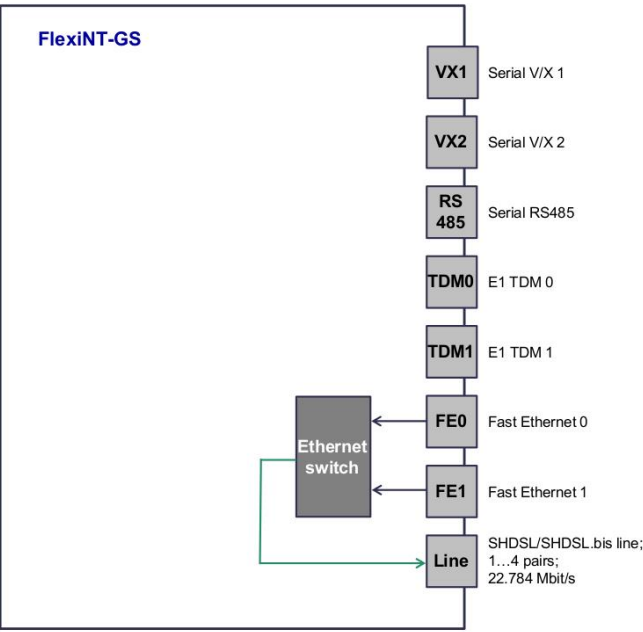 FlexiNT-GS
VX1 Serial V/X 1
VX2 Serial V/X 2
RS
485
Serial RS485
TDM0 E1 TDM 0
TDM1 E1 TDM 1
FE0 Fast Ethernet 0
Ethernet
switch
FE1 Fast Ethernet 1
Line
SHDSL/SHDSL.bis line;
1...4 pairs;
22.784 Mbit/s